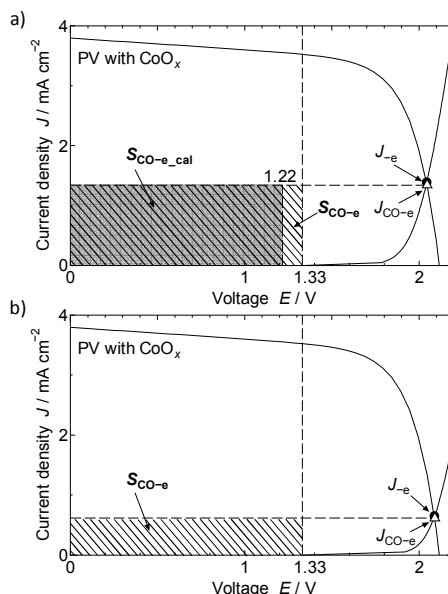 a)
4
PV with CoOₓ
S_CO-e_cal
1.22
S_CO-e
J_-e
J_CO-e
2
0
0
1
1.33
2
Current density J / mA cm⁻²
Voltage E / V
b)
4
PV with CoOₓ
S_CO-e
J_-e
J_CO-e
2
0
0
1
1.33
2
Current density J / mA cm⁻²
Voltage E / V